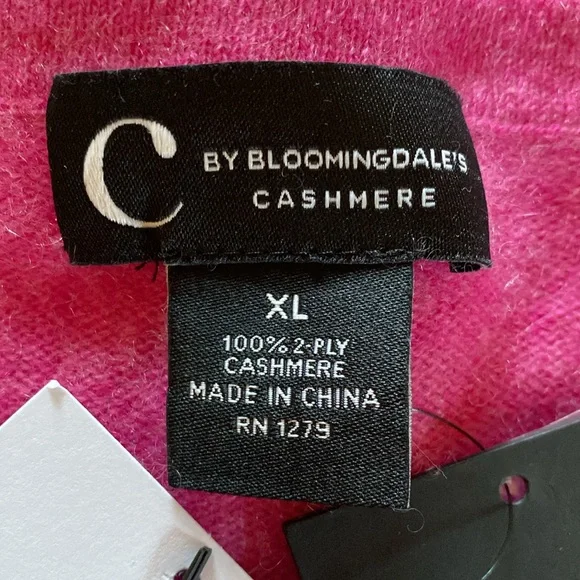 C
BY BLOOMINGDALE'S
CASHMERE
XL
100% 2-PLY
CASHMERE
MADE IN CHINA
RN 1279